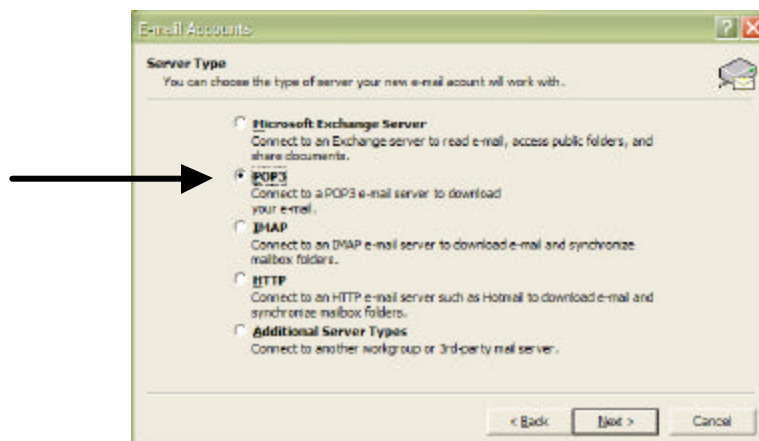 E-mail Accounts
Server Type
You can choose the type of server your new e-mail acount will work with.
Microsoft Exchange Server
Connect to an Exchange server to read e-mail, access public folders, and
share documents.
POP3
Connect to a POP3 e-mail server to download
your e-mail.
IMAP
Connect to an IMAP e-mail server to download e-mail and synchronize
mailbox folders.
HTTP
Connect to an HTTP e-mail server such as Hotmail to download e-mail and
synchronize mailbox folders.
Additional Server Types
Connect to another workgroup or 3rd-party mail server.
< Back Next > Cancel